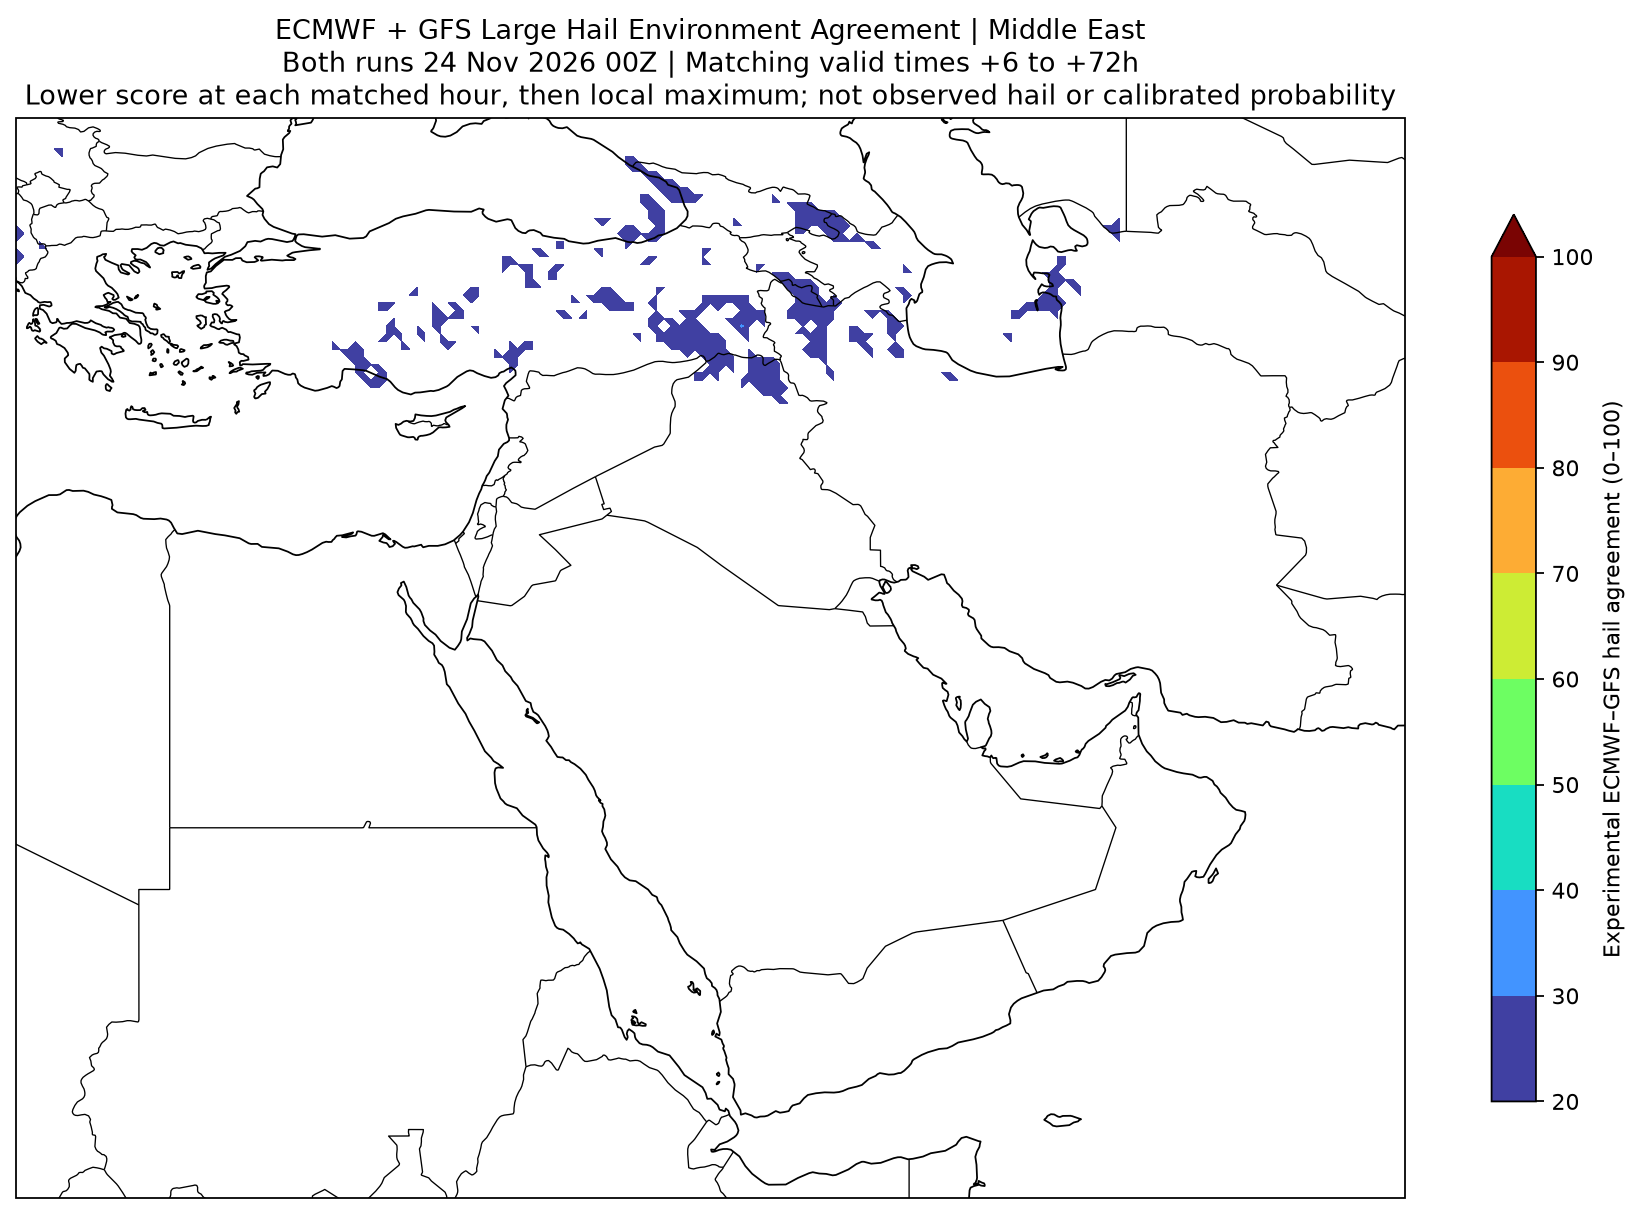 ECMWF + GFS Large Hail Environment Agreement | Middle East
Both runs 24 Nov 2026 00Z | Matching valid times +6 to +72h
Lower score at each matched hour, then local maximum; not observed hail or calibrated probability
100
90
80
70
60
50
40
30
20
Experimental ECMWF–GFS hail agreement (0–100)